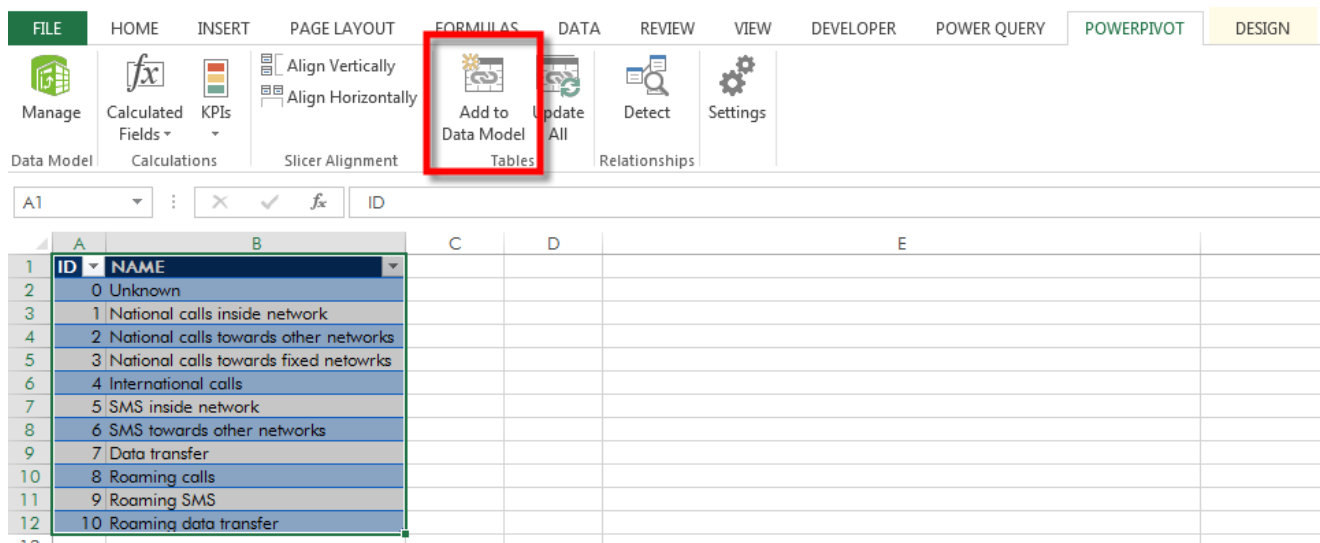 FILE HOME INSERT PAGE LAYOUT FORMULAS DATA REVIEW VIEW DEVELOPER POWER QUERY POWERPIVOT DESIGN
Manage
Calculated Fields
KPIs
Align Vertically
Align Horizontally
Add to Data Model
Update All
Detect
Settings
Data Model Calculations Slicer Alignment Tables Relationships
A1 fx ID
A B C D E
1 ID NAME
2 0 Unknown
3 1 National calls inside network
4 2 National calls towards other networks
5 3 National calls towards fixed netowrks
6 4 International calls
7 5 SMS inside network
8 6 SMS towards other networks
9 7 Data transfer
10 8 Roaming calls
11 9 Roaming SMS
12 10 Roaming data transfer